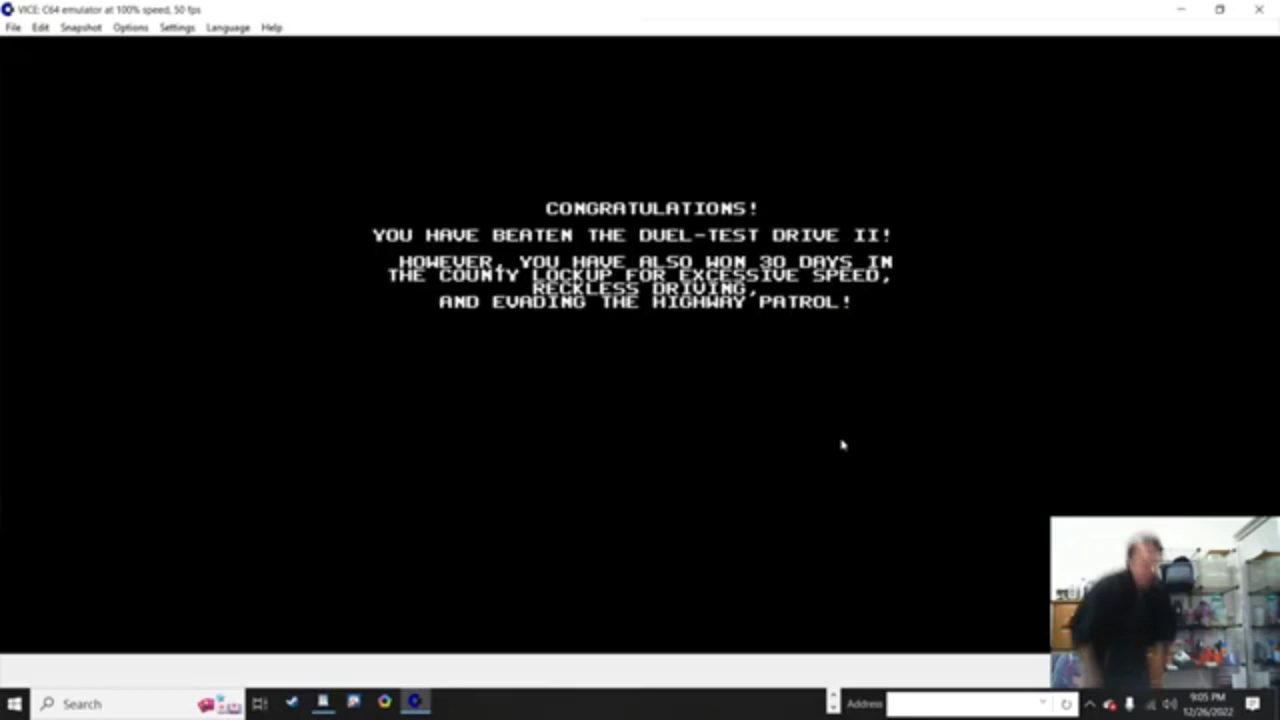 VICE: C64 emulator at 100% speed, 50 fps
File Edit Snapshot Options Settings Language Help
CONGRATULATIONS!
YOU HAVE BEATEN THE DUEL-TEST DRIVE II!
HOWEVER, YOU HAVE ALSO WON 30 DAYS IN
THE COUNTY LOCKUP FOR EXCESSIVE SPEED,
RECKLESS DRIVING,
AND EVADING THE HIGHWAY PATROL!
Search
Address
9:05 PM
12/26/2022